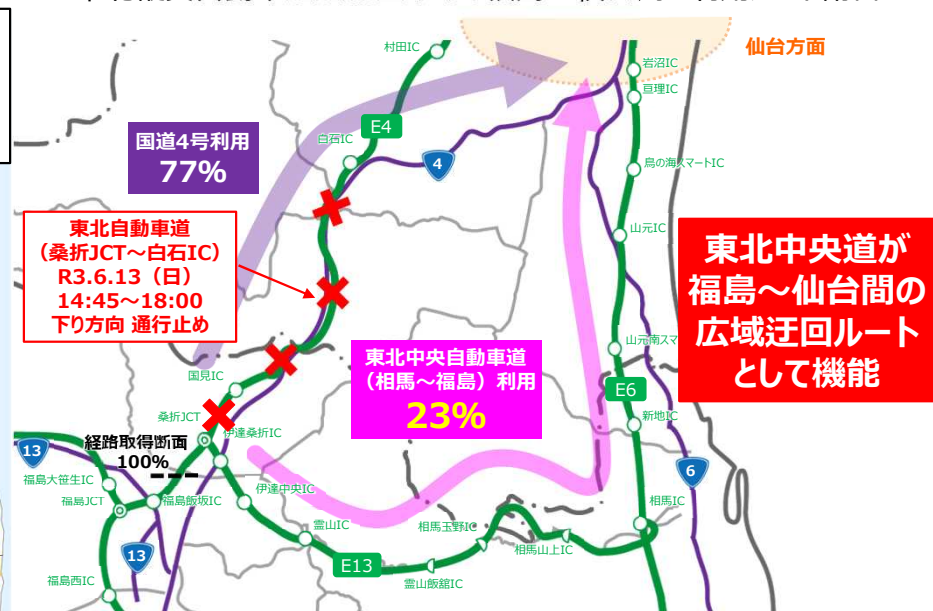 仙台方面
村田IC
岩沼IC
亘理IC
国道4号利用
77%
白石IC
E4
4
鳥の海スマートIC
東北自動車道
（桑折JCT～白石IC）
R3.6.13（日）
14:45～18:00
下り方向 通行止め
山元IC
東北中央道が
福島～仙台間の
広域迂回ルート
として機能
山元南スマ
東北中央自動車道
（相馬～福島）利用
23%
国見IC
E6
新地IC
桑折JCT
伊達桑折IC
経路取得断面
100%
13
6
福島大笹生IC
福島JCT
福島飯坂IC
伊達中央IC
相馬IC
霊山IC
相馬玉野IC
相馬山上IC
13
E13
霊山飯舘IC
福島西IC